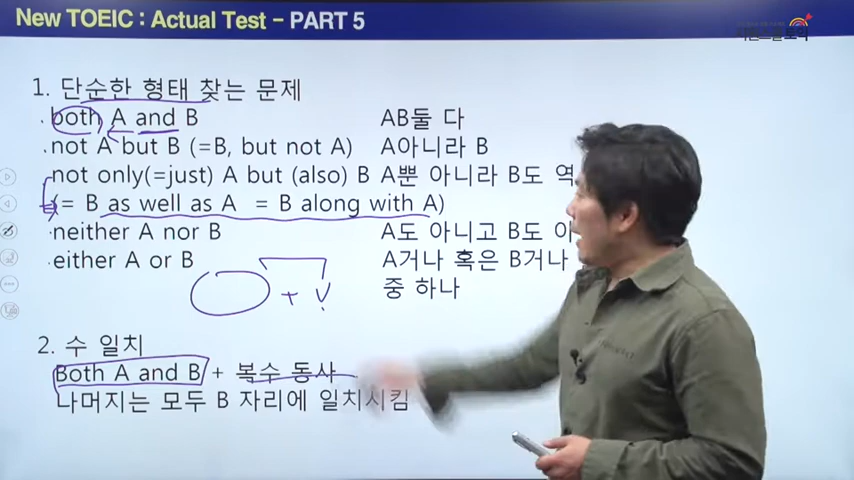 New TOEIC : Actual Test – PART 5
1. 단순한 형태 찾는 문제
both A and B AB둘 다
not A but B (=B, but not A) A아니라 B
not only(=just) A but (also) B A뿐 아니라 B도 역
(= B as well as A = B along with A)
neither A nor B A도 아니고 B도 아
either A or B A거나 혹은 B거나
중 하나
+ V
2. 수 일치
Both A and B + 복수 동사
나머지는 모두 B 자리에 일치시킴